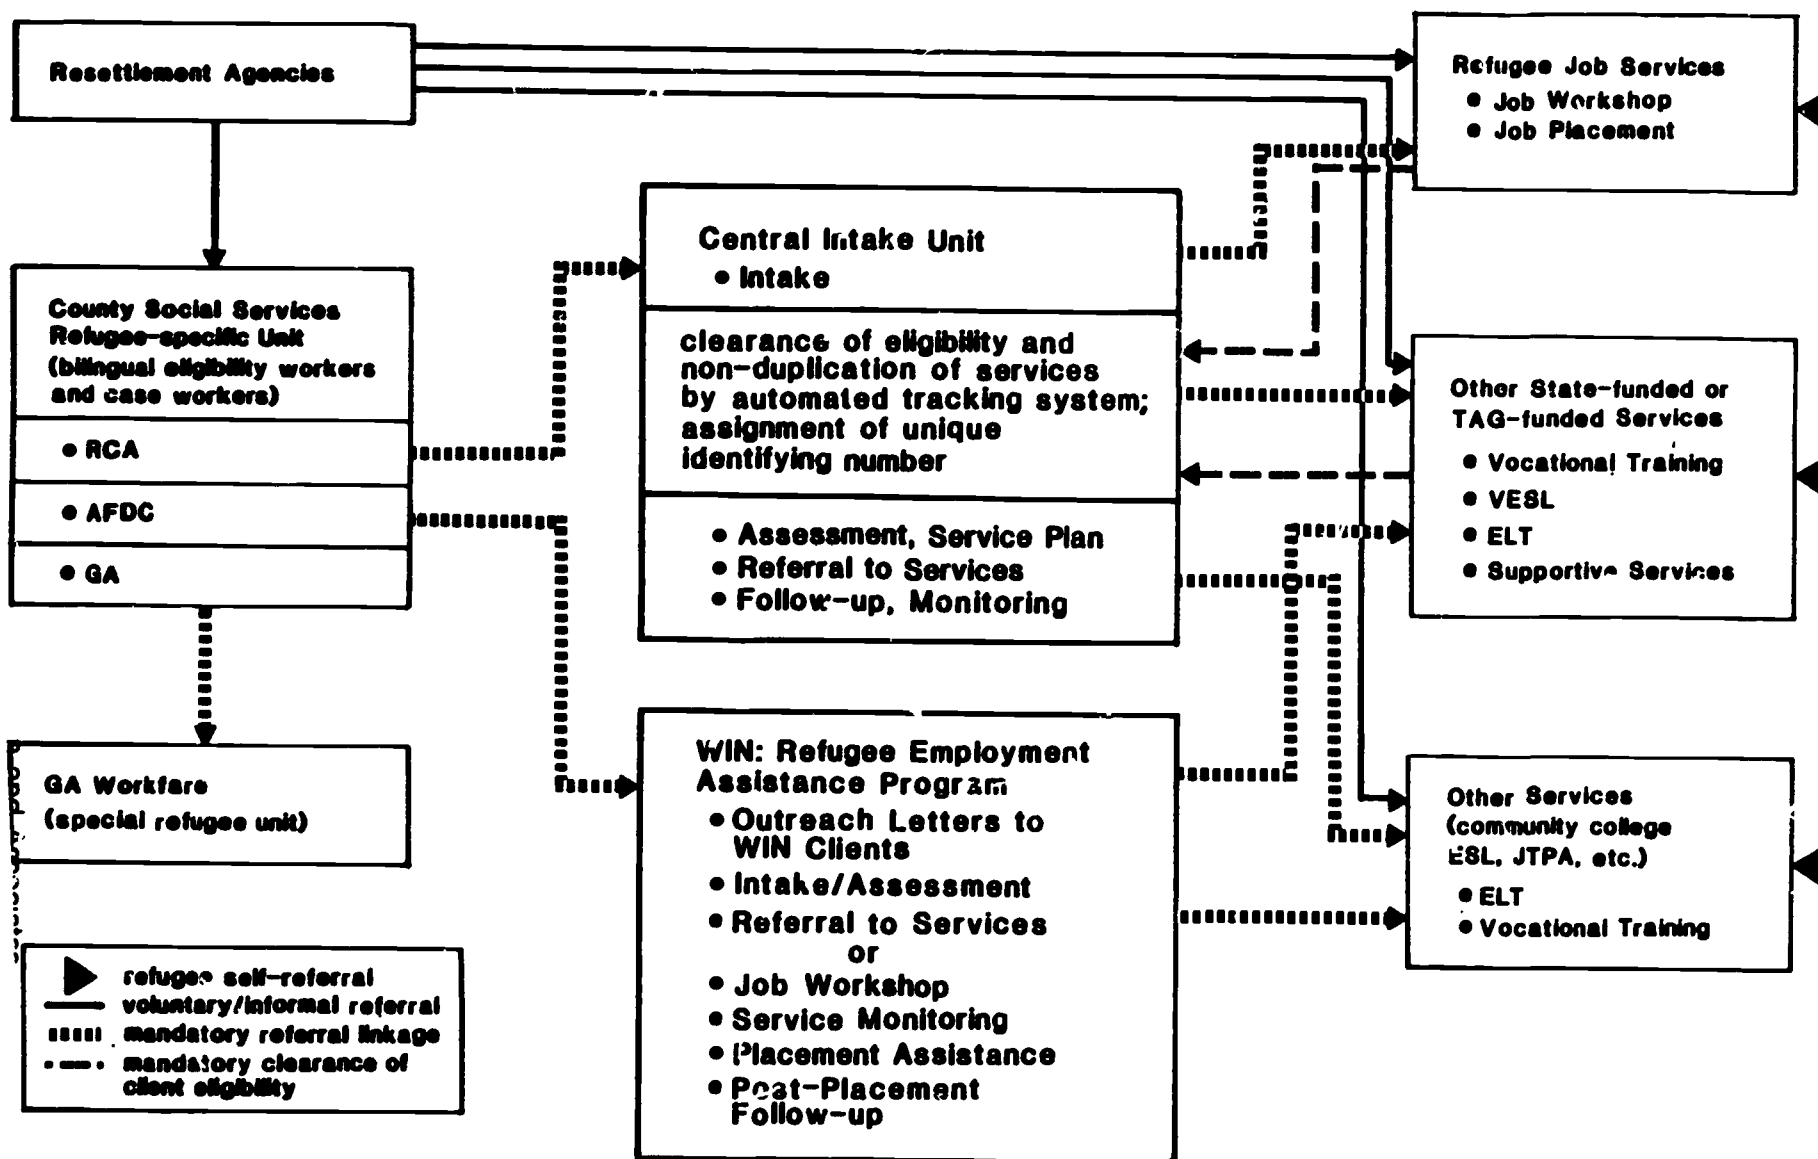 Resettlement Agencies
Refugee Job Services
• Job Workshop
• Job Placement
Central Intake Unit
• Intake
clearance of eligibility and
non-duplication of services
by automated tracking system;
assignment of unique
identifying number
• Assessment, Service Plan
• Referral to Services
• Follow-up, Monitoring
County Social Services
Refugee-specific Unit
(bilingual eligibility workers
and case workers)
• RCA
• AFDC
• GA
Other State-funded or
TAG-funded Services
• Vocational Training
• VESL
• ELT
• Supportive Services
GA Workfare
(special refugee unit)
WIN: Refugee Employment
Assistance Program
• Outreach Letters to
WIN Clients
• Intake/Assessment
• Referral to Services
or
• Job Workshop
• Service Monitoring
• Placement Assistance
• Post-Placement
Follow-up
Other Services
(community college
ESL, JTPA, etc.)
• ELT
• Vocational Training
refugee self-referral
voluntary/informal referral
mandatory referral linkage
mandatory clearance of
client eligibility